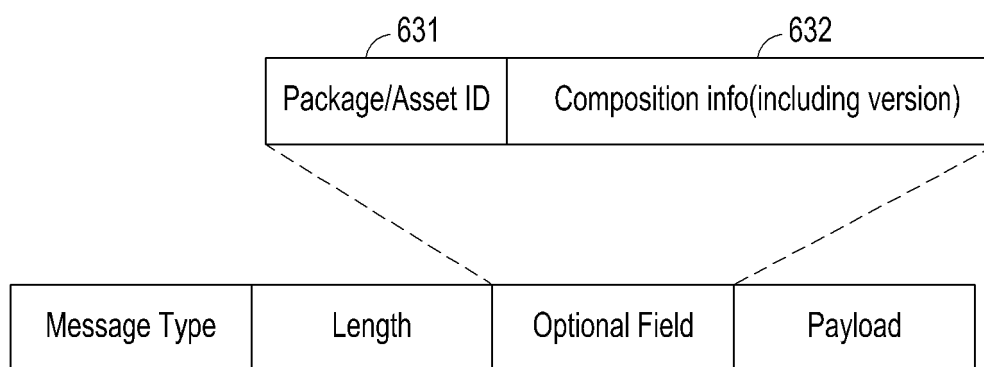 631 632
Package/Asset ID Composition info(including version)
Message Type Length Optional Field Payload